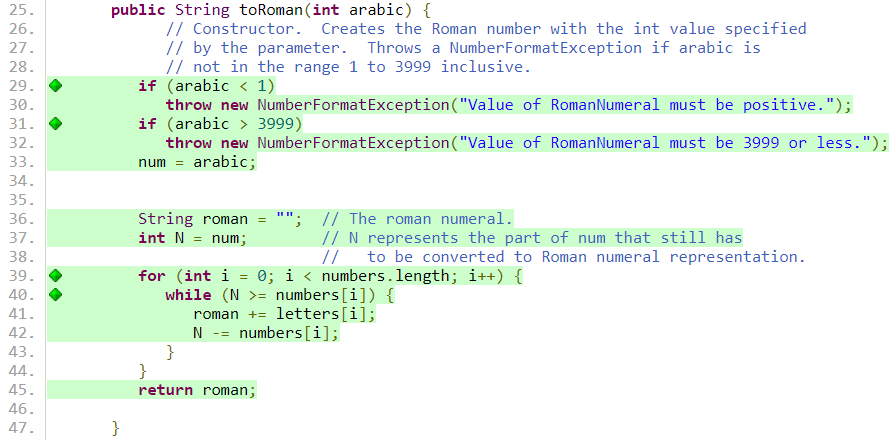 25. public String toRoman(int arabic) {
26. // Constructor.  Creates the Roman number with the int value specified
27. // by the parameter.  Throws a NumberFormatException if arabic is
28. // not in the range 1 to 3999 inclusive.
29. if (arabic < 1)
30. throw new NumberFormatException("Value of RomanNumeral must be positive.");
31. if (arabic > 3999)
32. throw new NumberFormatException("Value of RomanNumeral must be 3999 or less.");
33. num = arabic;
34.
35.
36. String roman = "";  // The roman numeral.
37. int N = num;        // N represents the part of num that still has
38. //   to be converted to Roman numeral representation.
39. for (int i = 0; i < numbers.length; i++) {
40. while (N >= numbers[i]) {
41. roman += letters[i];
42. N -= numbers[i];
43. }
44. }
45. return roman;
46.
47. }